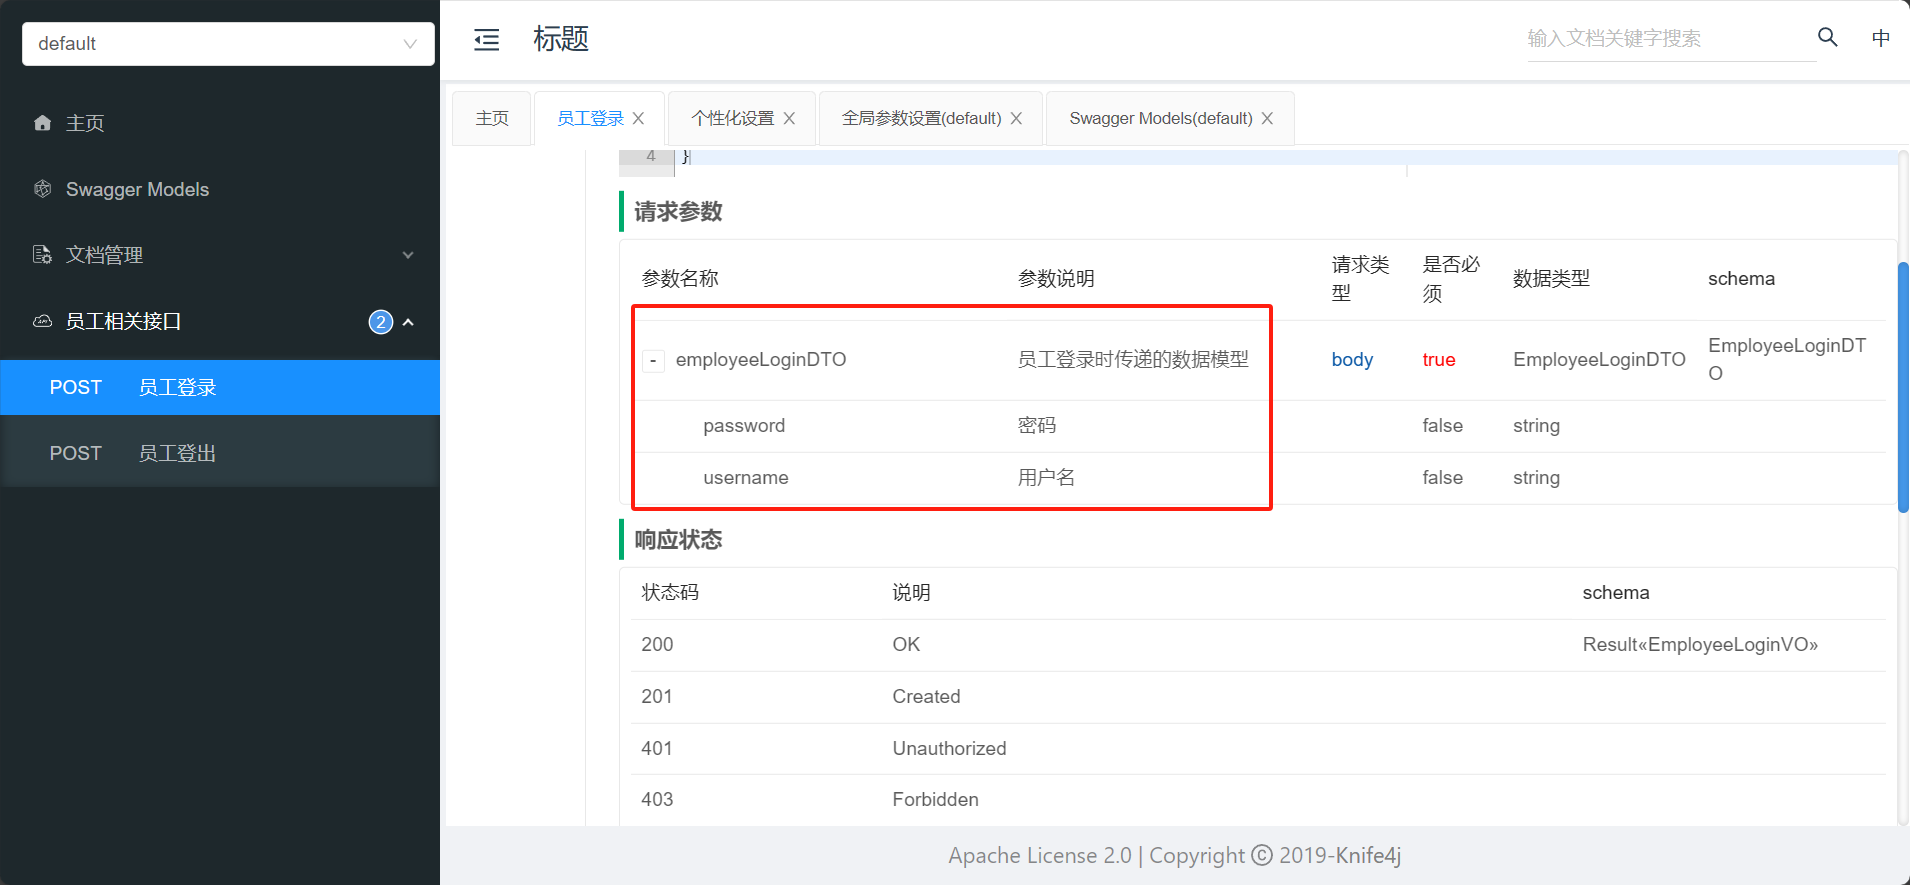 default
主页
Swagger Models
文档管理
员工相关接口 2
POST 员工登录
POST 员工登出
标题
输入文档关键字搜索
中
主页 员工登录 个性化设置 全局参数设置(default) Swagger Models(default)
4 }
请求参数
参数名称 参数说明 请求类型 是否必须 数据类型 schema
- employeeLoginDTO 员工登录时传递的数据模型 body true EmployeeLoginDTO EmployeeLoginDTO
password 密码 false string
username 用户名 false string
响应状态
状态码 说明 schema
200 OK Result«EmployeeLoginVO»
201 Created
401 Unauthorized
403 Forbidden
Apache License 2.0 | Copyright © 2019-Knife4j